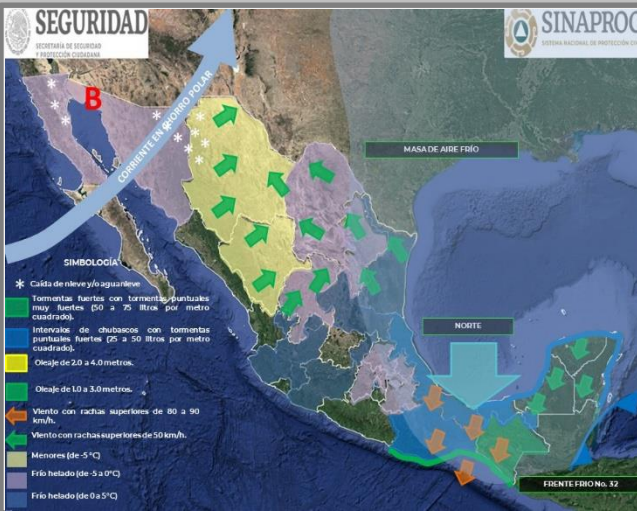 SEGURIDAD
SECRETARÍA DE SEGURIDAD
Y PROTECCIÓN CIUDADANA
SINAPROC
SISTEMA NACIONAL DE PROTECCIÓN
B
CORRIENTE EN CHORRO POLAR
MASA DE AIRE FRÍO
NORTE
FRENTE FRIO No. 32
SIMBOLOGÍA
Caída de nieve y/o aguanieve
Tormentas fuertes con tormentas puntuales
muy fuertes (50 a 75 litros por metro
cuadrado).
Intervalos de chubascos con tormentas
puntuales fuertes (25 a 50 litros por metro
cuadrado).
Oleaje de 2.0 a 4.0 metros.
Oleaje de 1.0 a 3.0 metros.
Viento con rachas superiores de 80 a 90
km/h.
Viento con rachas superiores de 50 km/h.
Menores (de -5 °C)
Frío helado (de -5 a 0°C)
Frío helado (de 0 a 5°C)